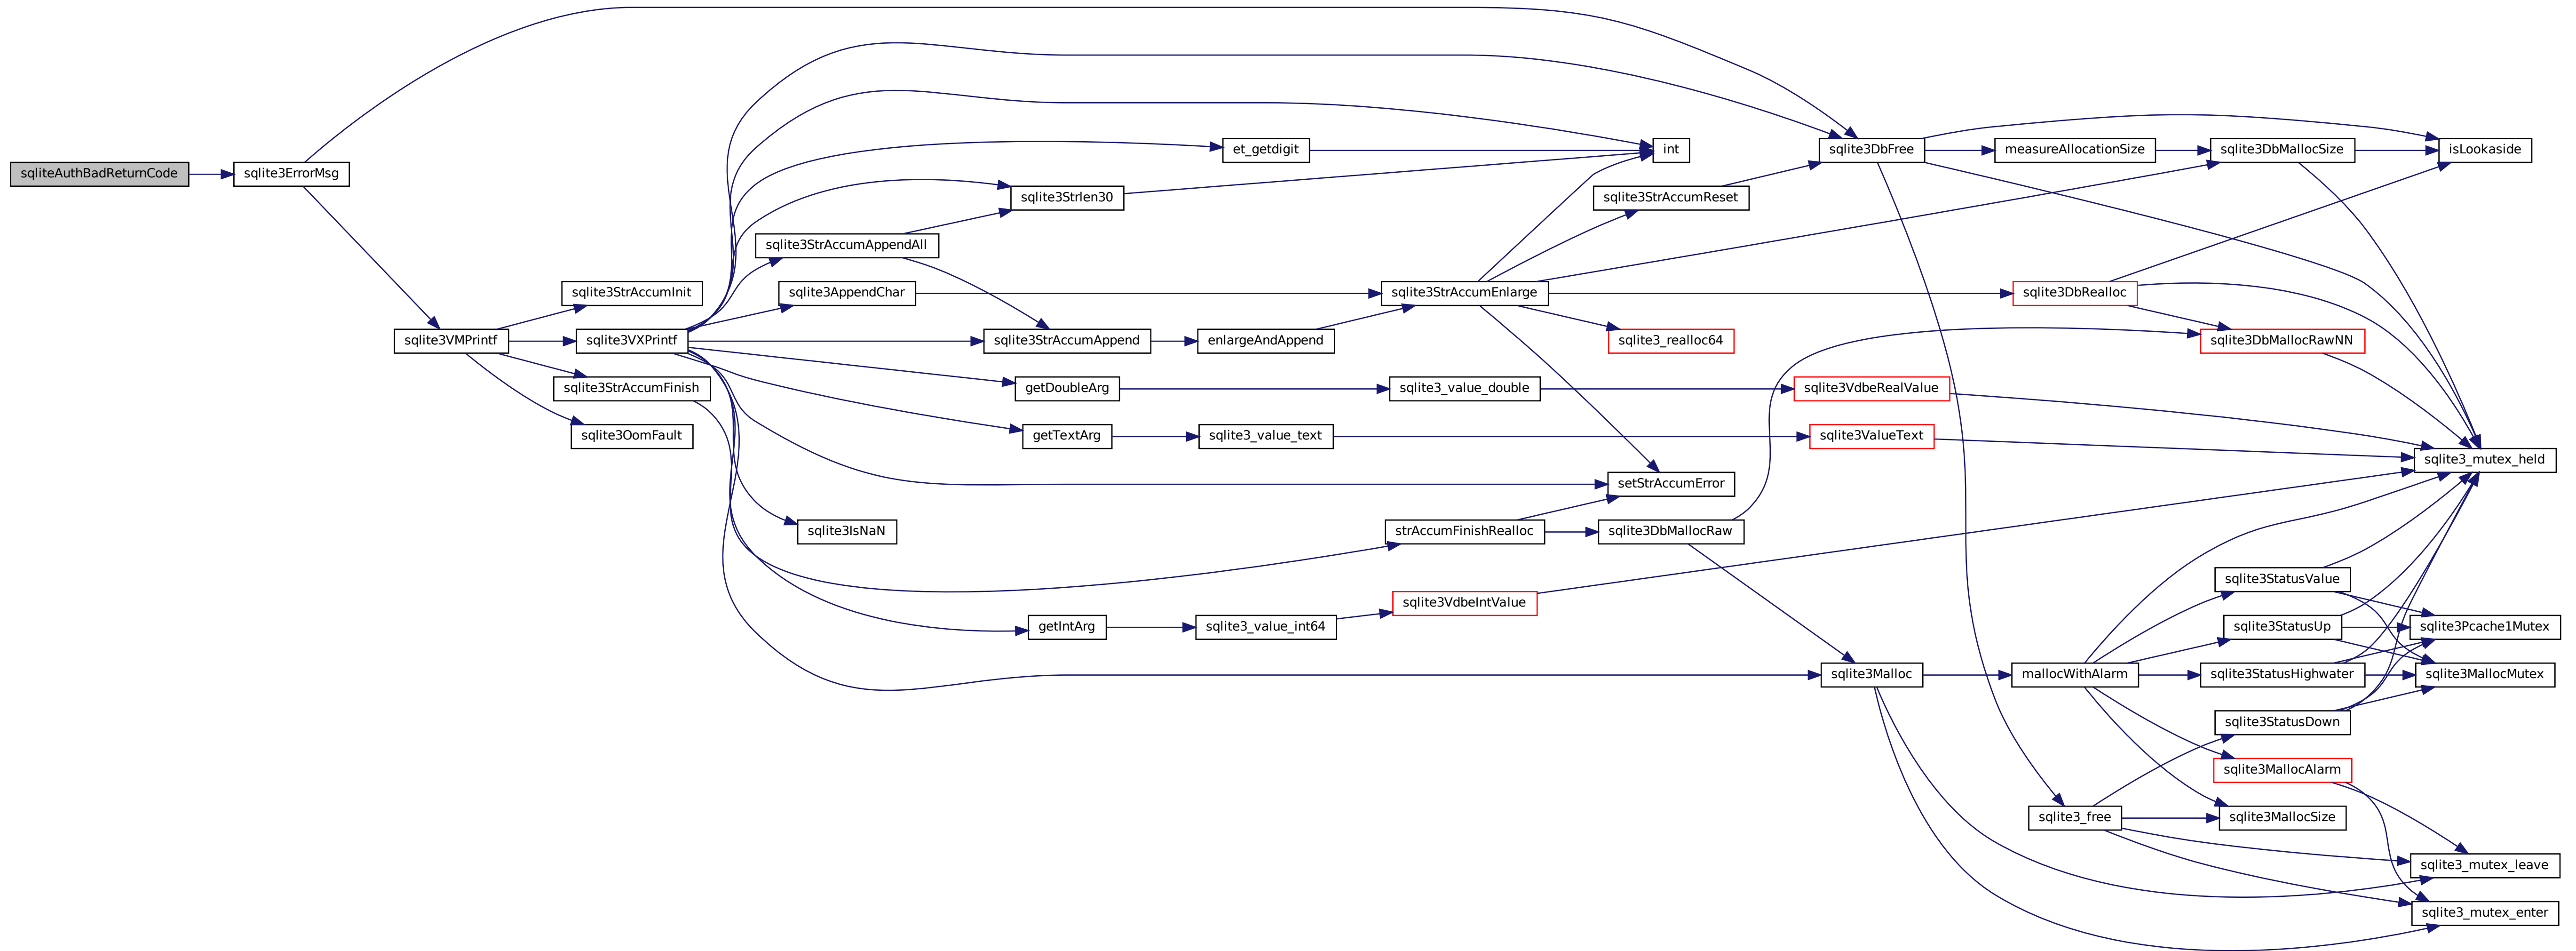 sqliteAuthBadReturnCode
sqlite3ErrorMsg
sqlite3VMPrintf
sqlite3StrAccumInit
sqlite3VXPrintf
sqlite3StrAccumFinish
sqlite3OomFault
sqlite3StrAccumAppendAll
sqlite3AppendChar
sqlite3IsNaN
sqlite3Strlen30
sqlite3StrAccumAppend
getDoubleArg
getTextArg
getIntArg
et_getdigit
enlargeAndAppend
sqlite3_value_text
sqlite3_value_int64
sqlite3StrAccumEnlarge
sqlite3_value_double
strAccumFinishRealloc
sqlite3VdbeIntValue
int
sqlite3StrAccumReset
sqlite3_realloc64
setStrAccumError
sqlite3DbMallocRaw
sqlite3DbFree
sqlite3VdbeRealValue
sqlite3ValueText
sqlite3Malloc
measureAllocationSize
sqlite3DbRealloc
mallocWithAlarm
sqlite3_free
sqlite3DbMallocSize
sqlite3DbMallocRawNN
sqlite3StatusValue
sqlite3StatusUp
sqlite3StatusHighwater
sqlite3StatusDown
sqlite3MallocAlarm
sqlite3MallocSize
isLookaside
sqlite3_mutex_held
sqlite3Pcache1Mutex
sqlite3MallocMutex
sqlite3_mutex_leave
sqlite3_mutex_enter